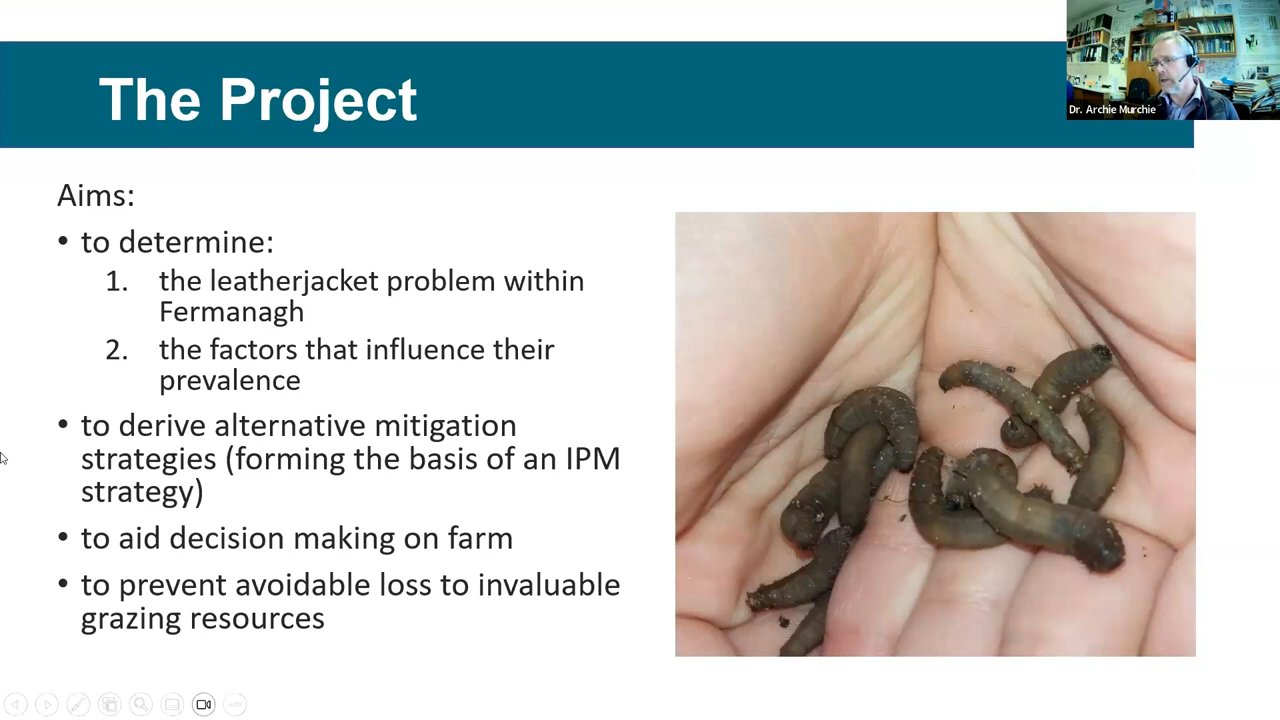 The Project
Dr. Archie Murchie
Aims:
• to determine:
1. the leatherjacket problem within
Fermanagh
2. the factors that influence their
prevalence
• to derive alternative mitigation
strategies (forming the basis of an IPM
strategy)
• to aid decision making on farm
• to prevent avoidable loss to invaluable
grazing resources